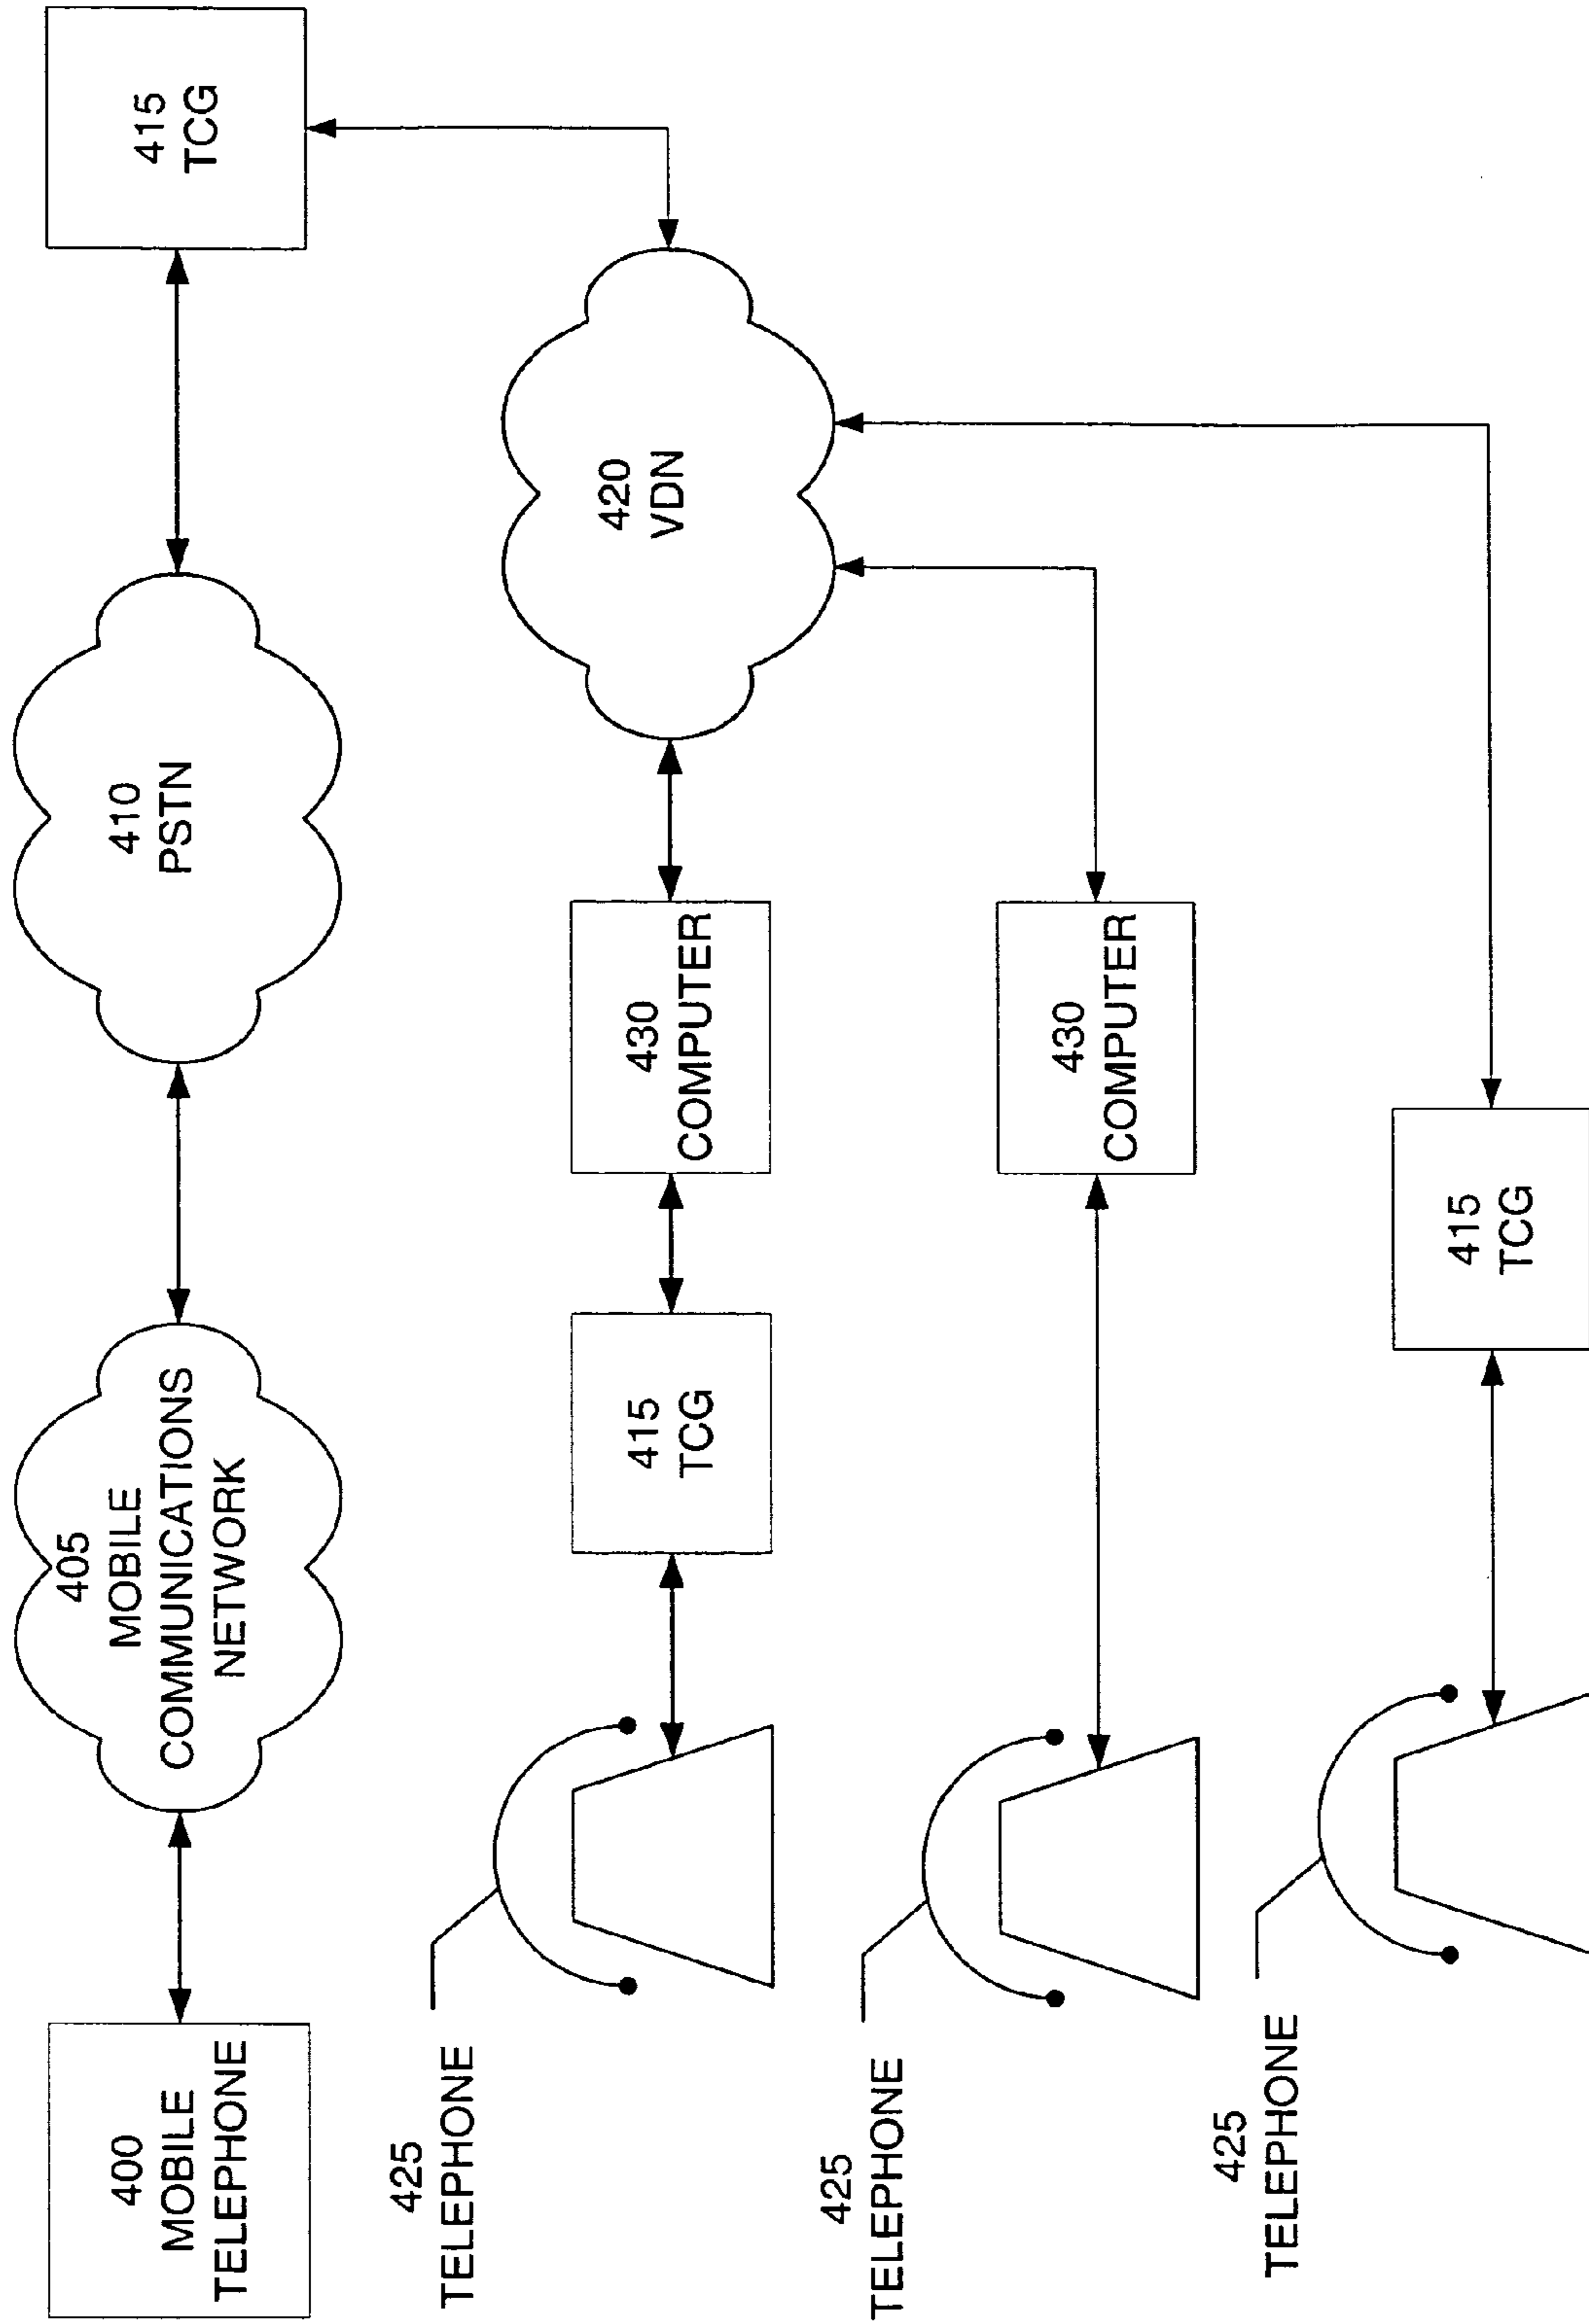 400
MOBILE
TELEPHONE
405
MOBILE
COMMUNICATIONS
NETWORK
410
PSTN
415
TCG
425
TELEPHONE
415
TCG
430
COMPUTER
420
VDN
425
TELEPHONE
430
COMPUTER
425
TELEPHONE
415
TCG